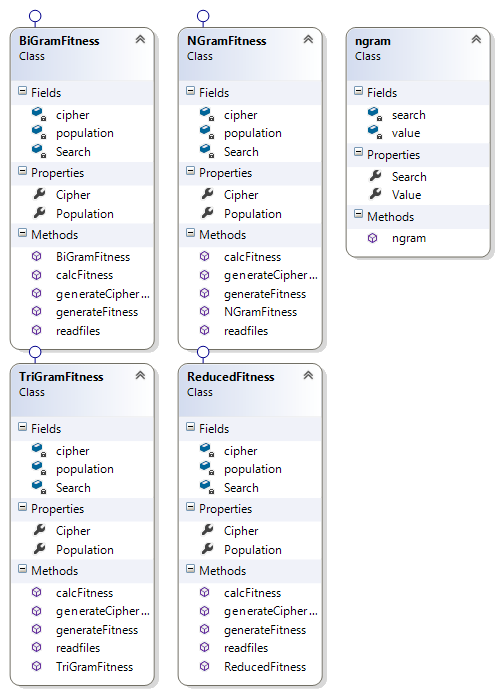 BiGramFitness
Class
Fields
cipher
population
Search
Properties
Cipher
Population
Methods
BiGramFitness
calcFitness
generateCipher...
generateFitness
readfiles
NGramFitness
Class
Fields
cipher
population
Search
Properties
Cipher
Population
Methods
calcFitness
generateCipher...
generateFitness
NGramFitness
readfiles
ngram
Class
Fields
search
value
Properties
Search
Value
Methods
ngram
TriGramFitness
Class
Fields
cipher
population
Search
Properties
Cipher
Population
Methods
calcFitness
generateCipher...
generateFitness
readfiles
TriGramFitness
ReducedFitness
Class
Fields
cipher
population
Search
Properties
Cipher
Population
Methods
calcFitness
generateCipher...
generateFitness
readfiles
ReducedFitness